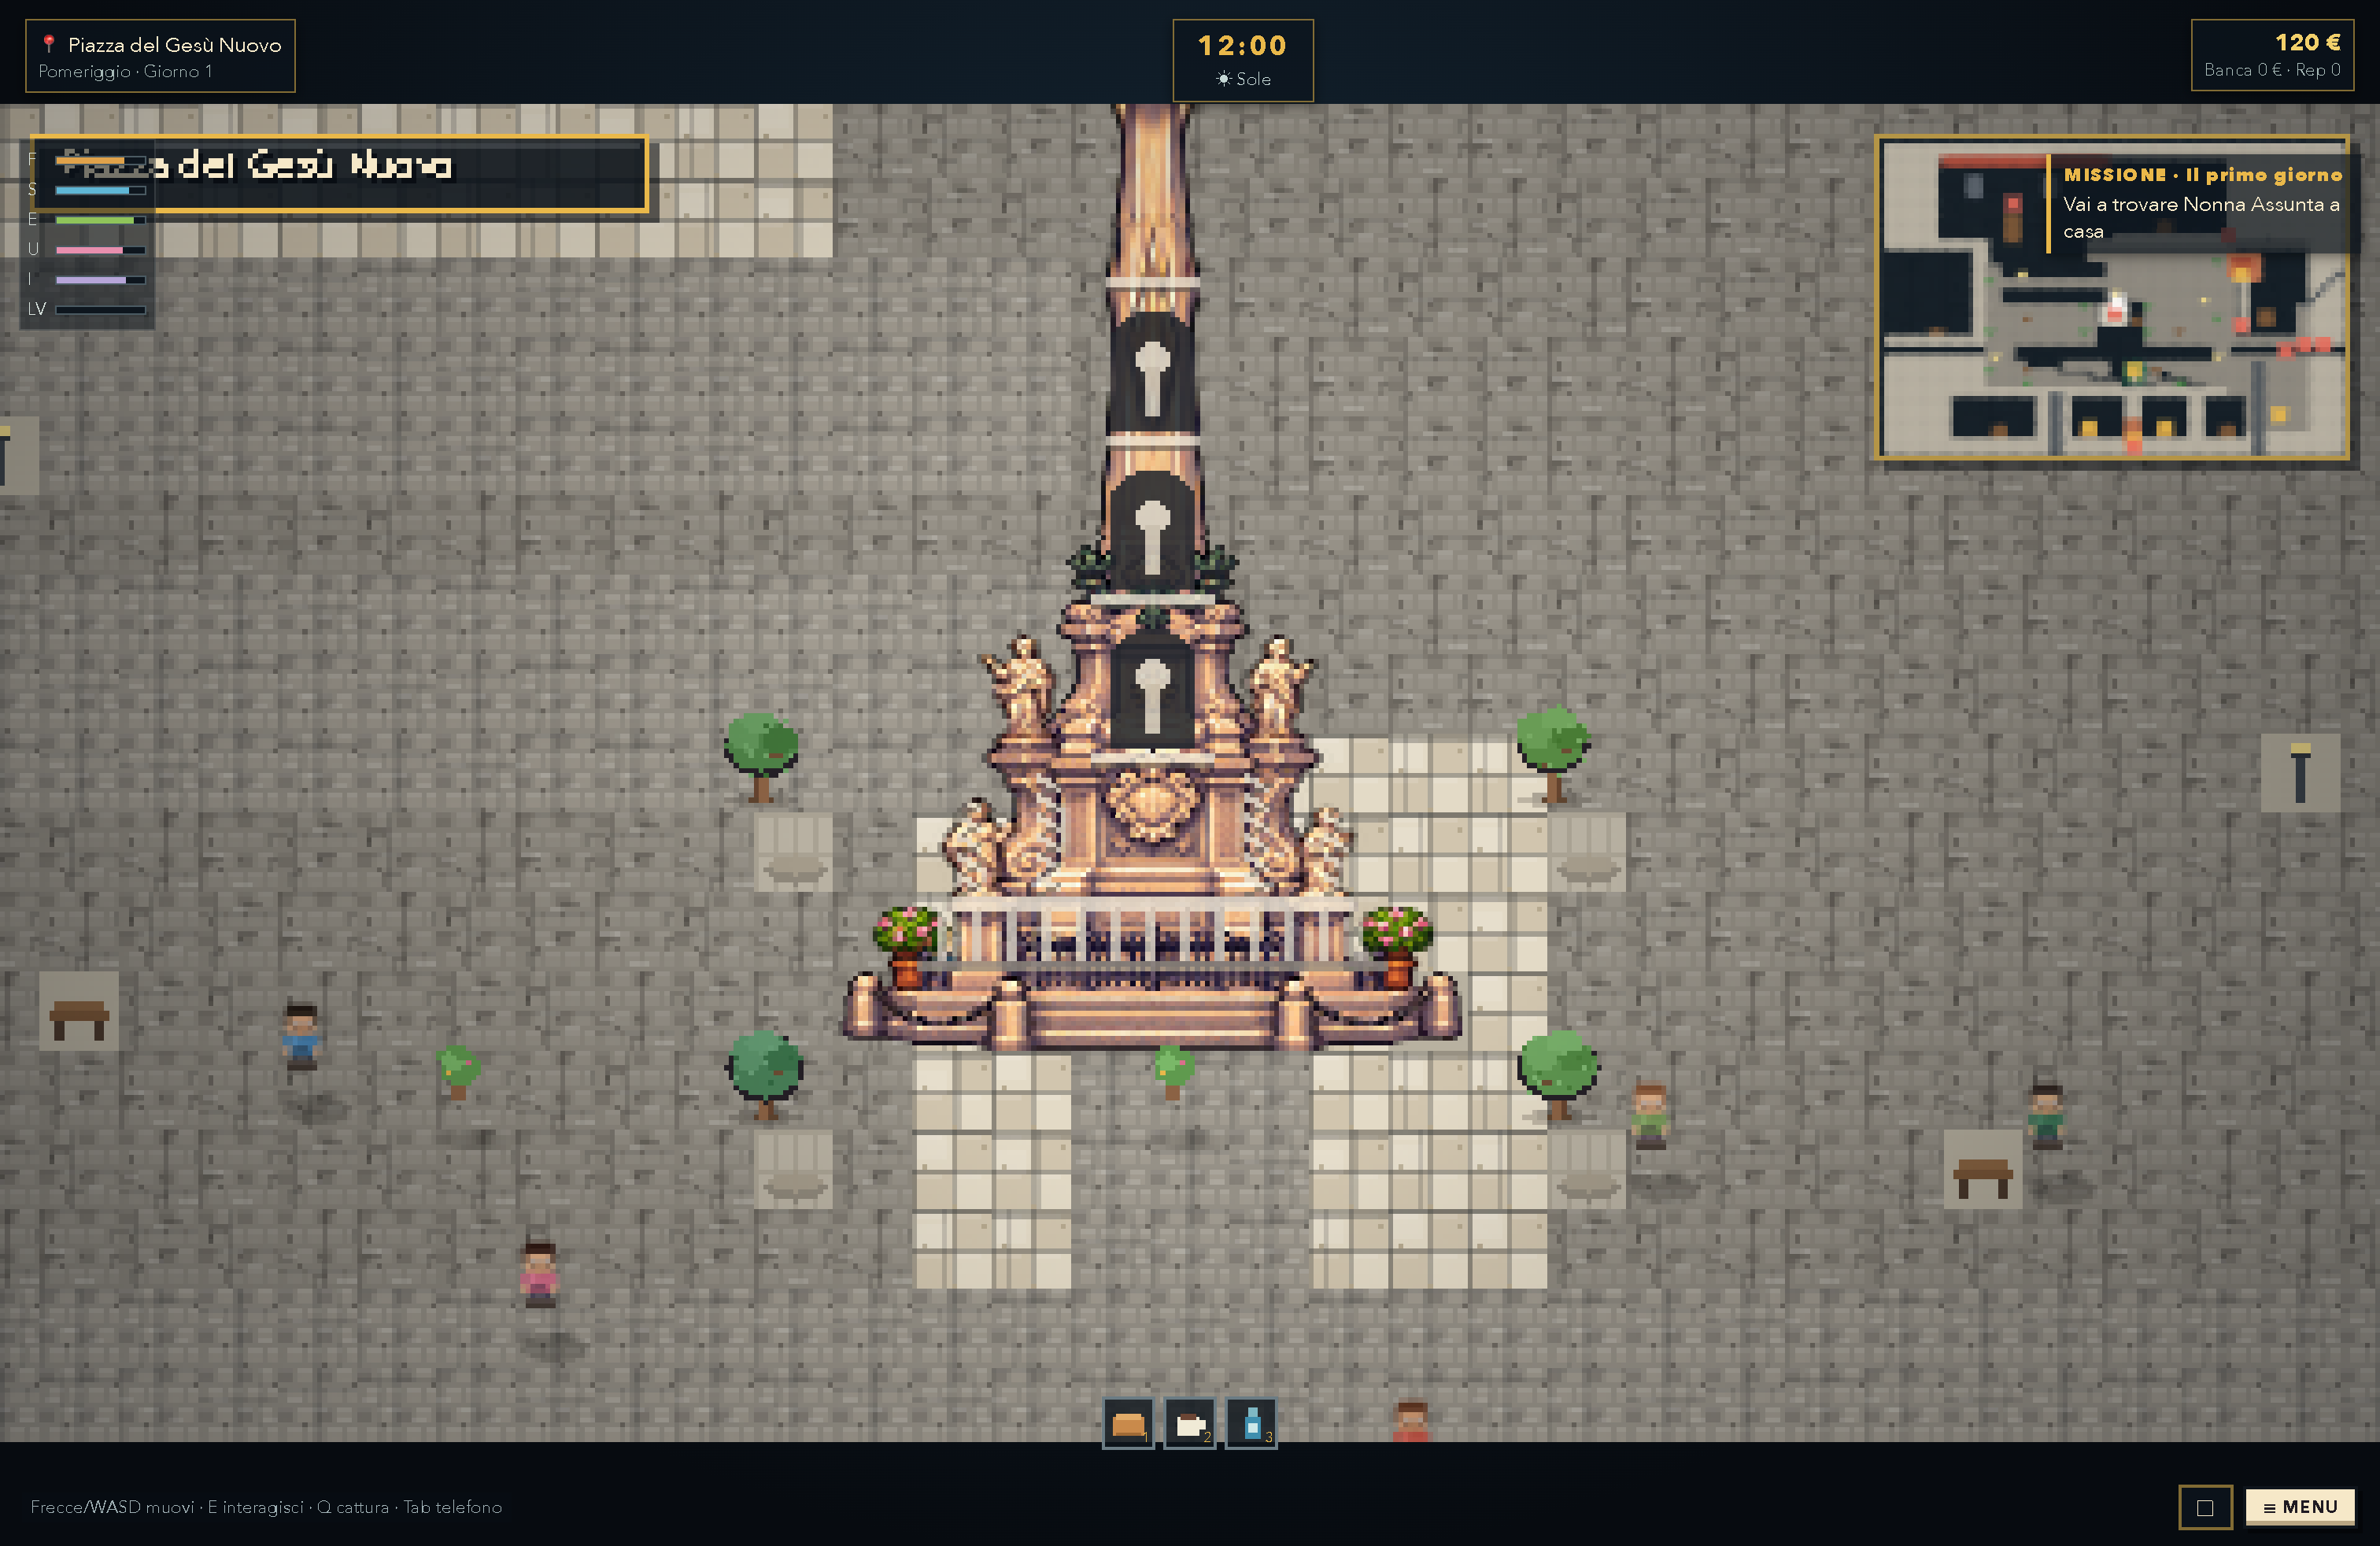 📍 Piazza del Gesù Nuovo
Pomeriggio · Giorno 1
12:00
☀ Sole
120 €
Banca 0 € · Rep 0
Piazza del Gesù Nuovo
F
S
E
U
I
LV
MISSIONE · Il primo giorno
Vai a trovare Nonna Assunta a
casa
1
2
3
Frecce/WASD muovi · E interagisci · Q cattura · Tab telefono
≡ MENU